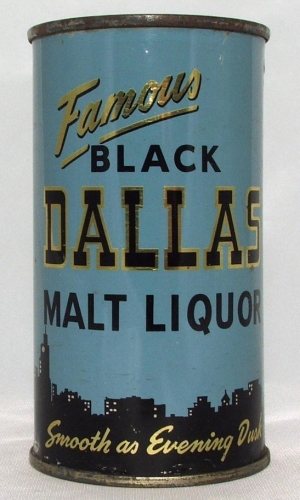 Famous
BLACK
DALLAS
MALT LIQUOR
Smooth as Evening Dusk